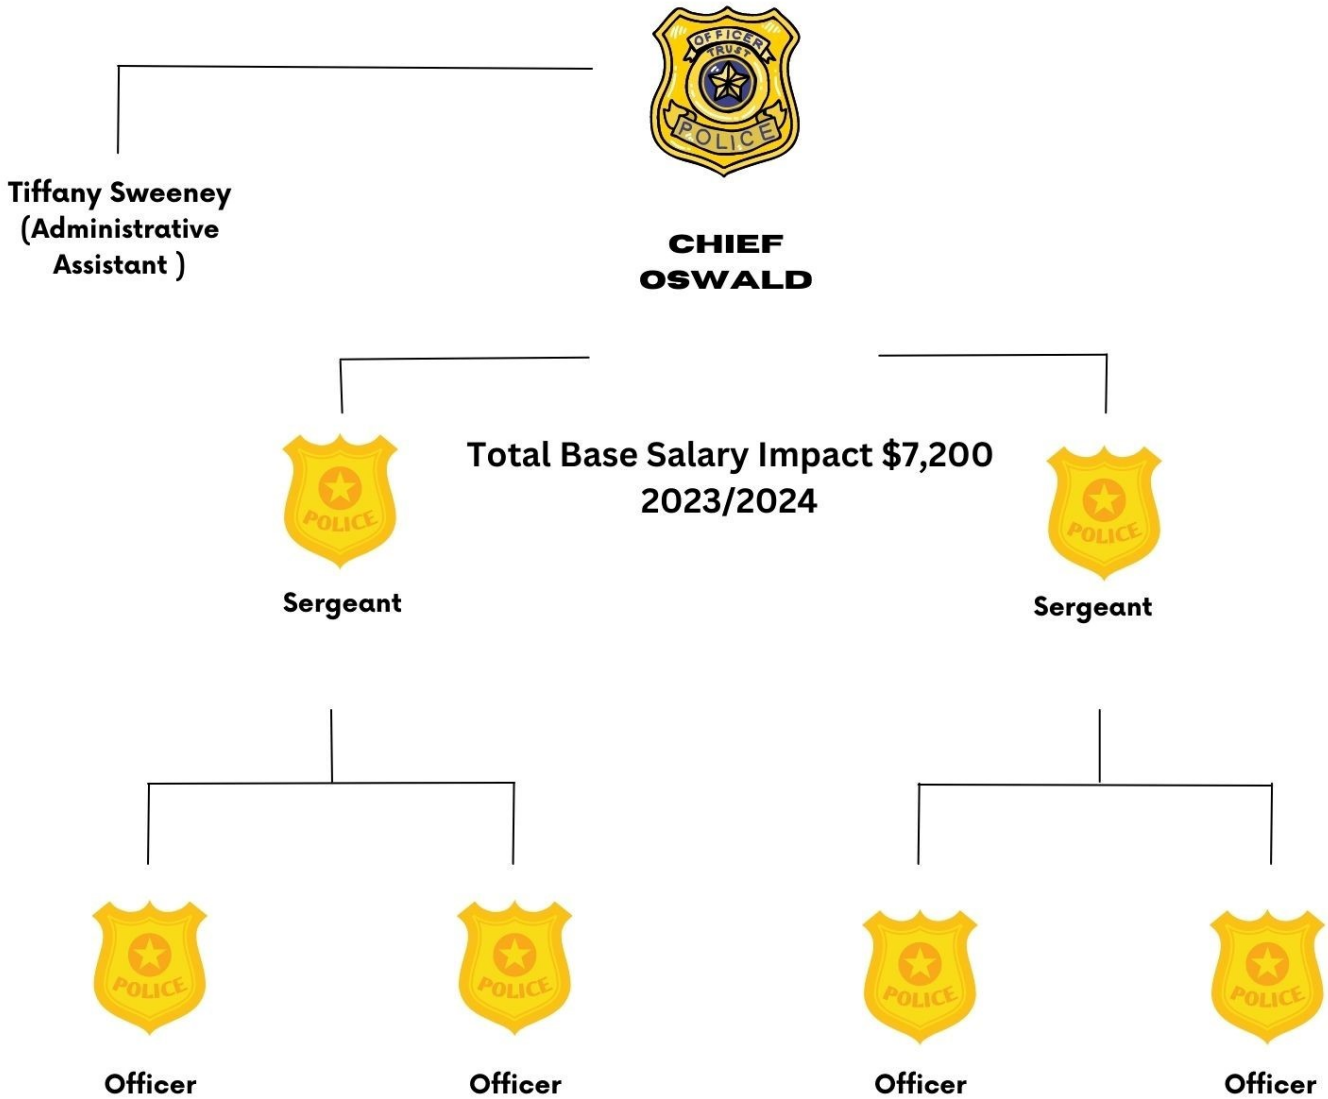 OFFICER
TRUST
POLICE
Tiffany Sweeney
(Administrative
Assistant )
CHIEF
OSWALD
Total Base Salary Impact $7,200
2023/2024
POLICE
POLICE
Sergeant
Sergeant
POLICE
POLICE
POLICE
POLICE
Officer
Officer
Officer
Officer